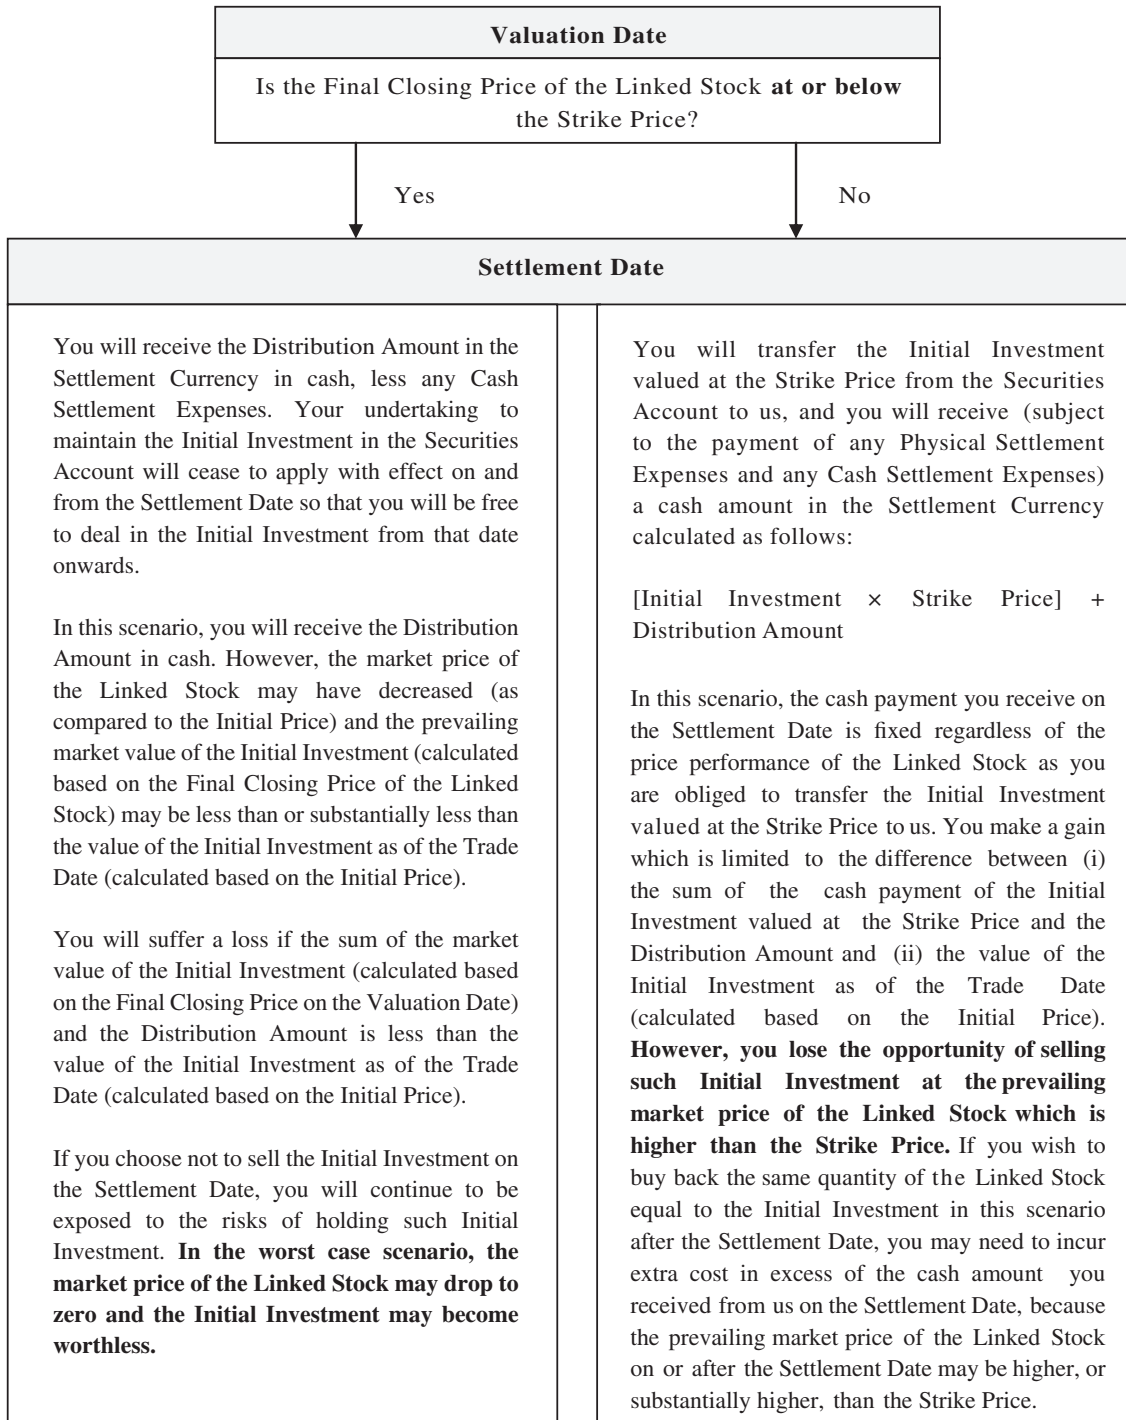 Valuation Date
Is the Final Closing Price of the Linked Stock at or below
the Strike Price?
Yes
No
Settlement Date
You will receive the Distribution Amount in the
Settlement Currency in cash, less any Cash
Settlement Expenses. Your undertaking to
maintain the Initial Investment in the Securities
Account will cease to apply with effect on and
from the Settlement Date so that you will be free
to deal in the Initial Investment from that date
onwards.
In this scenario, you will receive the Distribution
Amount in cash. However, the market price of
the Linked Stock may have decreased (as
compared to the Initial Price) and the prevailing
market value of the Initial Investment (calculated
based on the Final Closing Price of the Linked
Stock) may be less than or substantially less than
the value of the Initial Investment as of the Trade
Date (calculated based on the Initial Price).
You will suffer a loss if the sum of the market
value of the Initial Investment (calculated based
on the Final Closing Price on the Valuation Date)
and the Distribution Amount is less than the
value of the Initial Investment as of the Trade
Date (calculated based on the Initial Price).
If you choose not to sell the Initial Investment on
the Settlement Date, you will continue to be
exposed to the risks of holding such Initial
Investment. In the worst case scenario, the
market price of the Linked Stock may drop to
zero and the Initial Investment may become
worthless.
You will transfer the Initial Investment
valued at the Strike Price from the Securities
Account to us, and you will receive (subject
to the payment of any Physical Settlement
Expenses and any Cash Settlement Expenses)
a cash amount in the Settlement Currency
calculated as follows:
[Initial Investment × Strike Price] +
Distribution Amount
In this scenario, the cash payment you receive on
the Settlement Date is fixed regardless of the
price performance of the Linked Stock as you
are obliged to transfer the Initial Investment
valued at the Strike Price to us. You make a gain
which is limited to the difference between (i)
the sum of the cash payment of the Initial
Investment valued at the Strike Price and the
Distribution Amount and (ii) the value of the
Initial Investment as of the Trade Date
(calculated based on the Initial Price).
However, you lose the opportunity of selling
such Initial Investment at the prevailing
market price of the Linked Stock which is
higher than the Strike Price. If you wish to
buy back the same quantity of the Linked Stock
equal to the Initial Investment in this scenario
after the Settlement Date, you may need to incur
extra cost in excess of the cash amount you
received from us on the Settlement Date, because
the prevailing market price of the Linked Stock
on or after the Settlement Date may be higher, or
substantially higher, than the Strike Price.